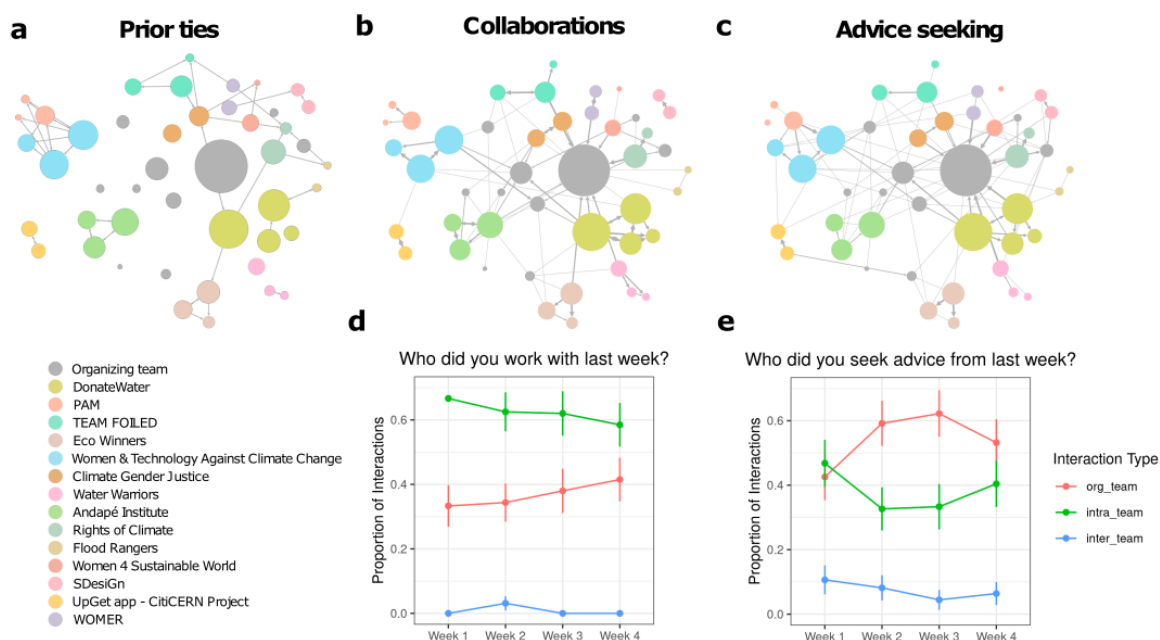 a Prior ties
b Collaborations
c Advice seeking
Organizing team
DonateWater
PAM
TEAM FOILED
Eco Winners
Women & Technology Against Climate Change
Climate Gender Justice
Water Warriors
Andapé Institute
Rights of Climate
Flood Rangers
Women 4 Sustainable World
SDesiGn
UpGet app - CitiCERN Project
WOMER
d
Who did you work with last week?
Proportion of Interactions
0.6
0.4
0.2
0.0
Week 1 Week 2 Week 3 Week 4
e
Who did you seek advice from last week?
Proportion of Interactions
0.6
0.4
0.2
0.0
Week 1 Week 2 Week 3 Week 4
Interaction Type
org_team
intra_team
inter_team